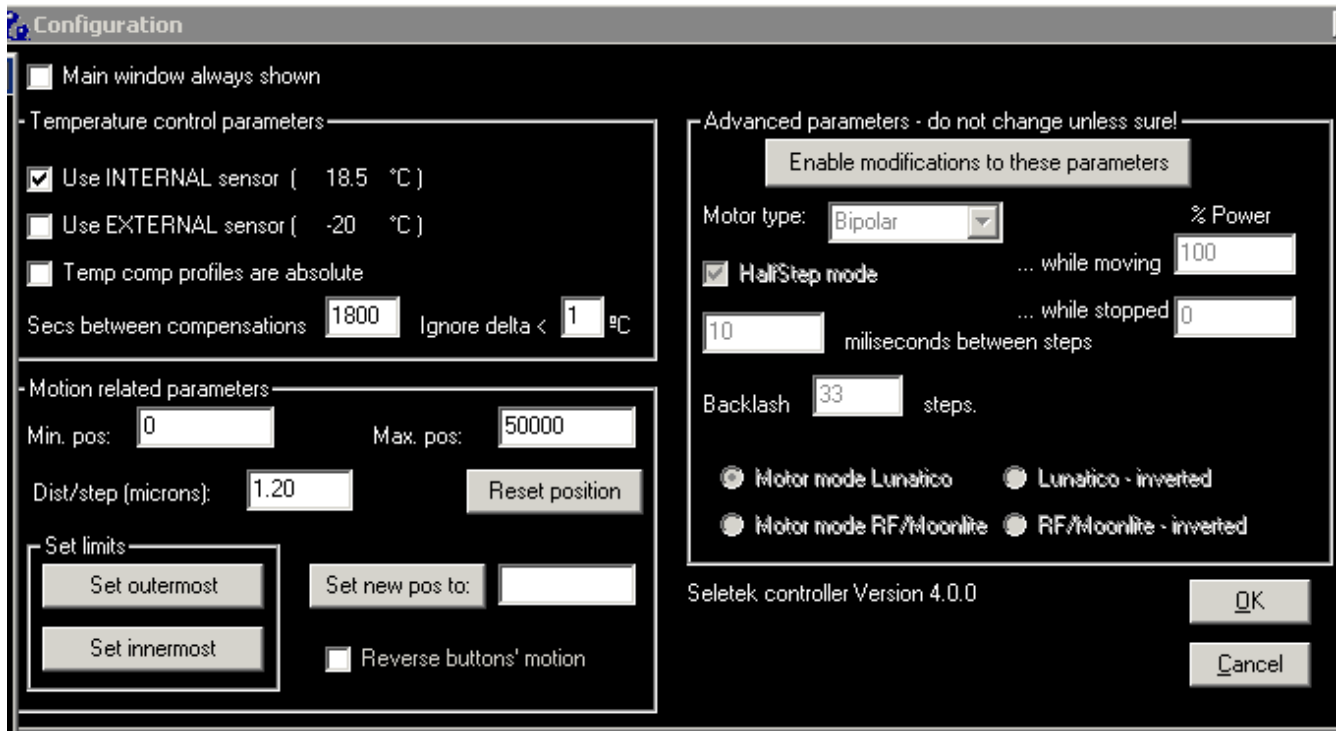 Configuration
Main window always shown
Temperature control parameters
Use INTERNAL sensor ( 18.5 °C )
Use EXTERNAL sensor ( -20 °C )
Temp comp profiles are absolute
Secs between compensations 1800 Ignore delta < 1 ºC
Motion related parameters
Min. pos: 0 Max. pos: 50000
Dist/step (microns): 1.20 Reset position
Set limits
Set outermost Set new pos to:
Set innermost Reverse buttons' motion
Advanced parameters - do not change unless sure!
Enable modifications to these parameters
Motor type: Bipolar % Power
... while moving 100
HalfStep mode
... while stopped 0
10 miliseconds between steps
Backlash 33 steps.
Motor mode Lunatico Lunatico - inverted
Motor mode RF/Moonlite RF/Moonlite - inverted
Seletek controller Version 4.0.0 OK
Cancel